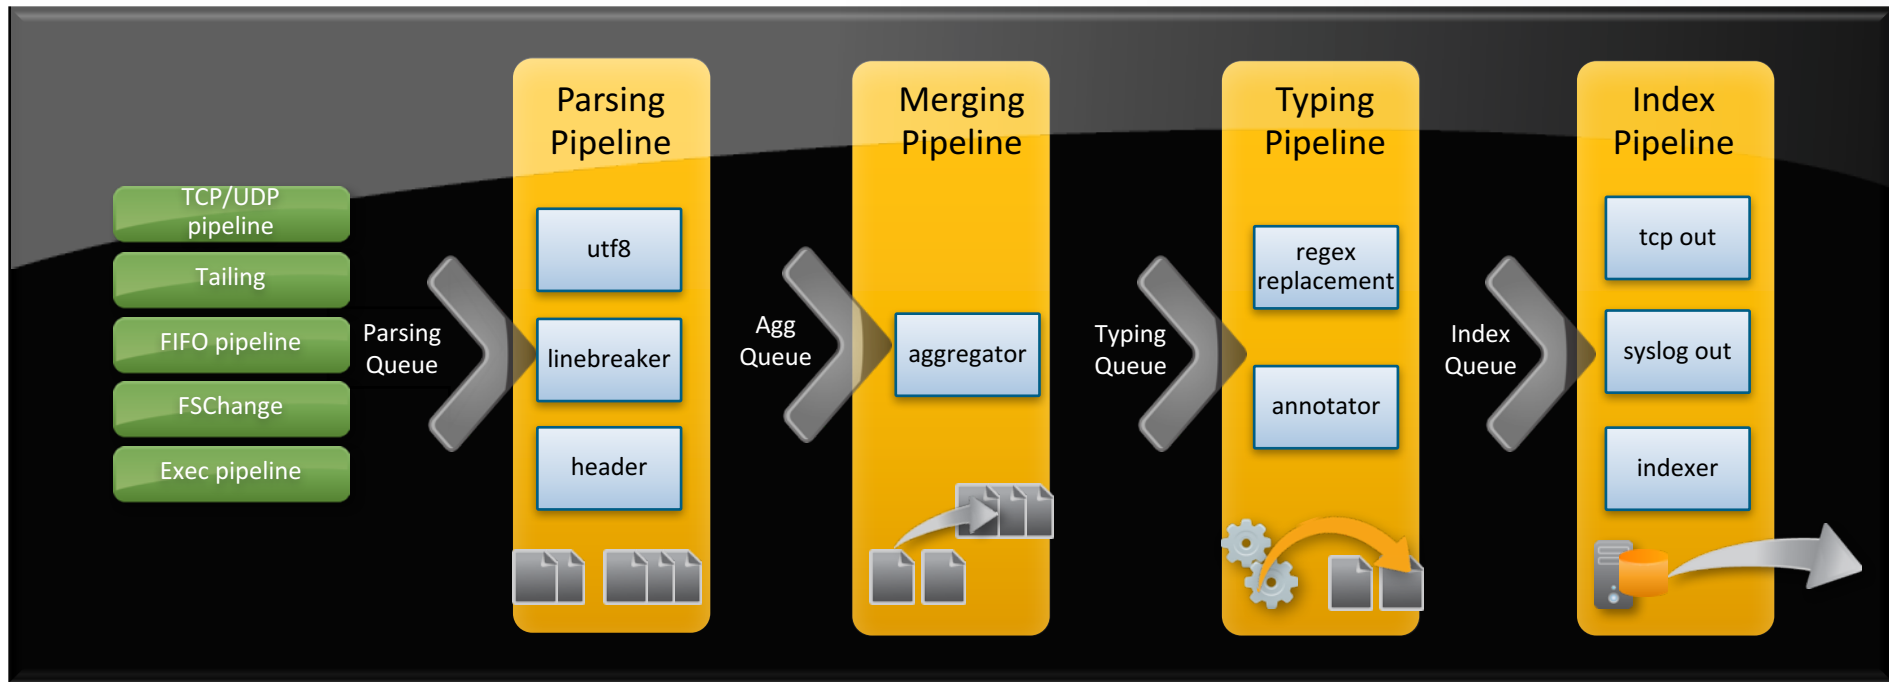 TCP/UDP
pipeline
Tailing
FIFO pipeline
FSChange
Exec pipeline
Parsing
Queue
Parsing
Pipeline
utf8
linebreaker
header
Agg
Queue
Merging
Pipeline
aggregator
Typing
Queue
Typing
Pipeline
regex
replacement
annotator
Index
Queue
Index
Pipeline
tcp out
syslog out
indexer